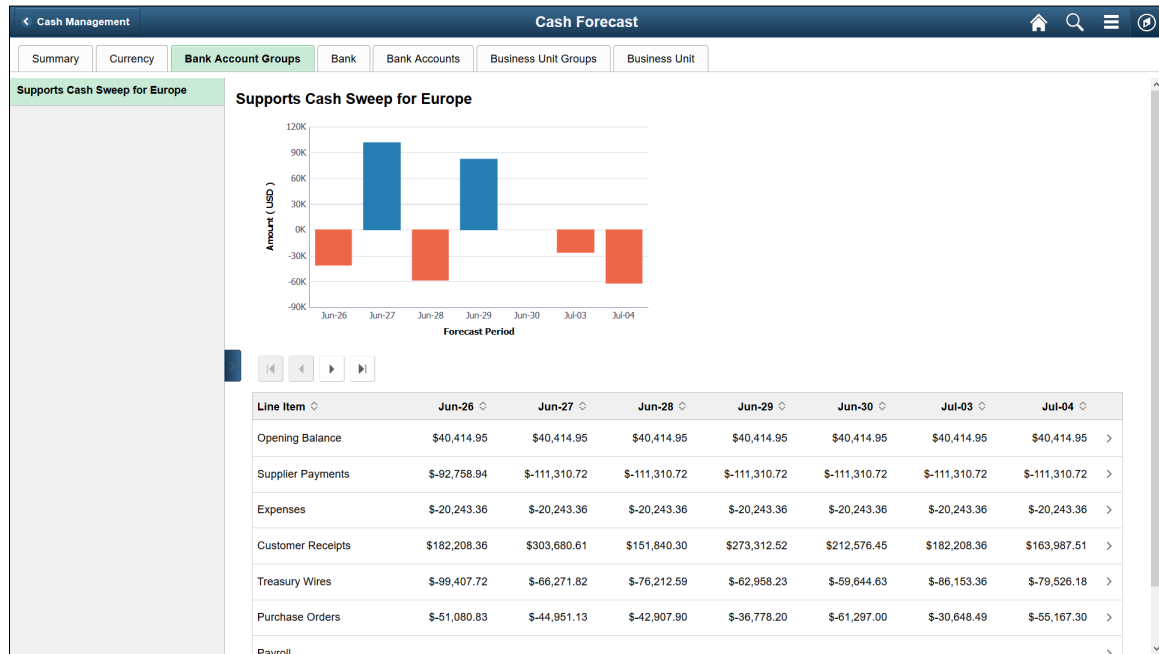 Cash Management
Cash Forecast
Summary Currency Bank Account Groups Bank Bank Accounts Business Unit Groups Business Unit
Supports Cash Sweep for Europe
Supports Cash Sweep for Europe
120K
90K
60K
30K
0K
-30K
-60K
-90K
Amount ( USD )
Jun-26 Jun-27 Jun-28 Jun-29 Jun-30 Jul-03 Jul-04
Forecast Period
Line Item Jun-26 Jun-27 Jun-28 Jun-29 Jun-30 Jul-03 Jul-04
Opening Balance $40,414.95 $40,414.95 $40,414.95 $40,414.95 $40,414.95 $40,414.95 $40,414.95
Supplier Payments $-92,758.94 $-111,310.72 $-111,310.72 $-111,310.72 $-111,310.72 $-111,310.72 $-111,310.72
Expenses $-20,243.36 $-20,243.36 $-20,243.36 $-20,243.36 $-20,243.36 $-20,243.36 $-20,243.36
Customer Receipts $182,208.36 $303,680.61 $151,840.30 $273,312.52 $212,576.45 $182,208.36 $163,987.51
Treasury Wires $-99,407.72 $-66,271.82 $-76,212.59 $-62,958.23 $-59,644.63 $-86,153.36 $-79,526.18
Purchase Orders $-51,080.83 $-44,951.13 $-42,907.90 $-36,778.20 $-61,297.00 $-30,648.49 $-55,167.30
Payroll